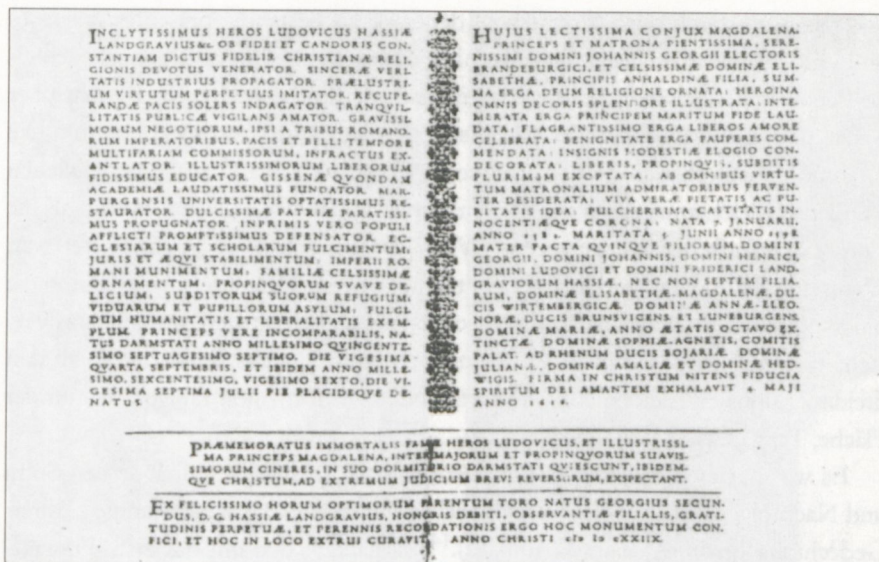 INCLYTISSIMUS HEROS LUDOVICUS HASSIÆ
LANDGRAVIUS &c. OB FIDEI ET CANDORIS CON-
STANTIAM DICTUS FIDELIS CHRISTIANÆ RELI-
GIONIS DEVOTUS VENERATOR. SINCERÆ VERI-
TATIS INDUSTRIUS PROPAGATOR. PRÆLUSTRI-
UM VIRTUTUM PERPETUUS IMITATOR. RECUPE-
RANDÆ PACIS SOLERS INDAGATOR. TRANQVIL-
LITATIS PUBLICÆ VIGILANS AMATOR. GRAVISSI-
MORUM NEGOTIORUM, IPSI A TRIBUS ROMANO-
RUM IMPERATORIBUS, PACIS ET BELLI TEMPORE
MULTIFARIAM COMMISSORUM, INFRACTUS EX-
ANTLATOR. ILLUSTRISSIMORUM LIBERORUM
FIDISSIMUS EDUCATOR. GISSENÆ QVONDAM
ACADEMIÆ LAUDATISSIMUS FUNDATOR. MAR-
PURGENSIS UNIVERSITATIS OPTATISSIMUS RE-
STAURATOR. DULCISSIMÆ PATRIÆ PARATISSI-
MUS PROPUGNATOR. INPRIMIS VERO POPULI
AFFLICTI PROMPTISSIMUS DEFENSATOR. EC-
CLESIARUM ET SCHOLARUM FULCIMENTUM:
JURIS ET ÆQVI STABILIMENTUM: IMPERII RO-
MANI MUNIMENTUM: FAMILIÆ CELSISSIMÆ
ORNAMENTUM: PROPINQVORUM SUAVE DE-
LICIUM: SUBDITORUM SUORUM REFUGIUM:
VIDUARUM ET PUPILLORUM ASYLUM: FULGI-
DUM HUMANITATIS ET LIBERALITATIS EXEM-
PLUM. PRINCEPS VERE INCOMPARABILIS, NA-
TUS DARMSTATI ANNO MILLESIMO QVINGENTE-
SIMO SEPTUAGESIMO SEPTIMO. DIE VIGESIMA
QVARTA SEPTEMBRIS, ET IBIDEM ANNO MILLE-
SIMO, SEXCENTESIMO, VIGESIMO SEXTO, DIE VI-
GESIMA SEPTIMA JULII PIE PLACIDEQVE DE-
NATUS.
HUJUS LECTISSIMA CONJUX MAGDALENA.
PRINCEPS ET MATRONA PIENTISSIMA, SERE-
NISSIMI DOMINI JOHANNIS GEORGII ELECTORIS
BRANDEBURGICI, ET CELSISSIMÆ DOMINÆ ELI-
SABETHÆ, PRINCIPIS ANHALDINÆ FILIA, SUM-
MA ERGA DEUM RELIGIONE ORNATA: HEROINA
OMNIS DECORIS SPLENDORE ILLUSTRATA: INTE-
MERATA ERGA PRINCIPEM MARITUM FIDE LAU-
DATA: FLAGRANTISSIMO ERGA LIBEROS AMORE
CELEBRATA: BENIGNITATE ERGA PAUPERES COM-
MENDATA: INSIGNIS MODESTIÆ ELOGIO CON-
DECORATA: LIBERIS, PROPINQVIS, SUBDITIS
PLURIMUM EXOPTATA: AB OMNIBUS VIRTU-
TUM MATRONALIUM ADMIRATORIBUS FERVEN-
TER DESIDERATA: VIVA VERÆ PIETATIS AC PU-
RITATIS IDEA: PULCHERIMA CASTITATIS IN-
NOCENTIÆQVE CORONA: NATA 7. JANUARII,
ANNO MARITATA JUNII ANNO 1598.
MATER FACTA QVINQVE FILIORUM, DOMINI
GEORGII, DOMINI JOHANNIS, DOMINI HENRICI,
DOMINI LUDOVICI ET DOMINI FRIDERICI LAND-
GRAVIORUM HASSIÆ, NEC NON SEPTEM FILIA-
RUM, DOMINÆ ELISABETHÆ MAGDALENÆ, DU-
CIS WIRTEMBERGICÆ DOMINÆ ANNÆ ELEO-
NORÆ, DUCIS BRUNSVICENS. ET LUNEBURGENS.
DOMINÆ MARIÆ, ANNO ÆTATIS OCTAVO EX-
TINCTÆ. DOMINÆ SOPHIÆ-AGNETIS, COMITIS
PALAT. AD RHENUM DUCIS BOJARIÆ. DOMINÆ
JULIANÆ, DOMINÆ AMALIÆ ET DOMINÆ HED-
WIGIS. FIRMA IN CHRISTUM NITENS FIDUCIA
SPIRITUM DEI AMANTEM EXHALAVIT 4. MAJI
ANNO 1616.
PRÆMEMORATUS IMMORTALIS FAMÆ HEROS LUDOVICUS, ET ILLUSTRISSI-
MA PRINCEPS MAGDALENA, INTER MAJORUM ET PROPINQVORUM SUAVIS-
SIMORUM CINERES, IN SUO DORMITORIO DARMSTATI QVIESCUNT, IBIDEM-
QVE CHRISTUM, AD EXTREMUM JUDICIUM BREVI REVERSURUM, EXSPECTANT.
EX FELICISSIMO HORUM OPTIMORUM PARENTUM TORO NATUS GEORGIUS SECUN-
DUS, D. G. HASSIÆ LANDGRAVIUS, HONORIS DEBITI, OBSERVANTIÆ FILIALIS, GRATI-
TUDINIS PERPETUÆ, ET PERENNIS RECORDATIONIS ERGO HOC MONUMENTUM CON-
FICI, ET HOC IN LOCO EXTRUI CURAVIT. ANNO CHRISTI